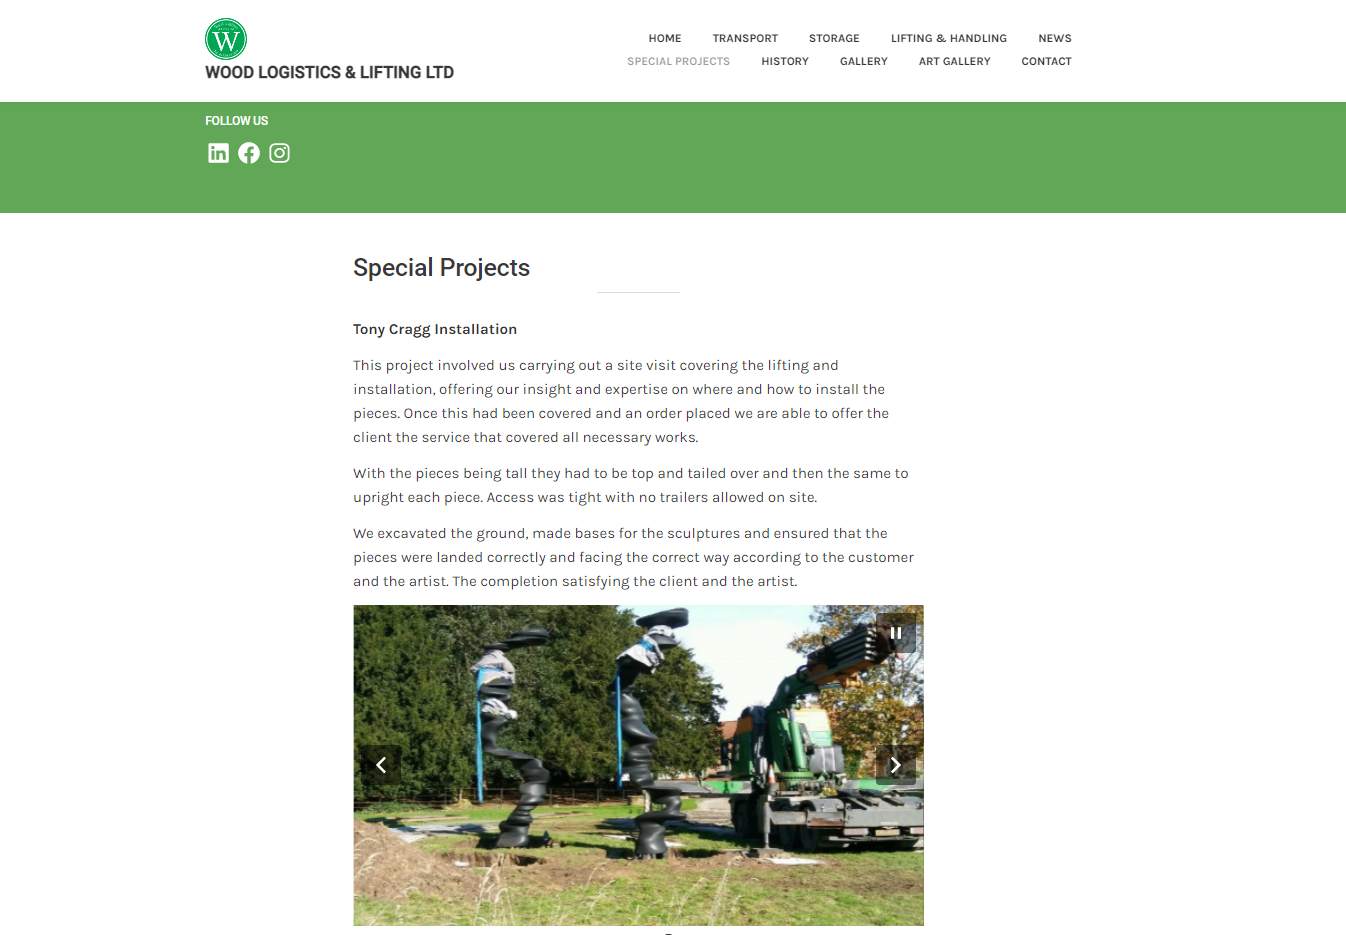 W
WOOD LOGISTICS & LIFTING LTD
HOME TRANSPORT STORAGE LIFTING & HANDLING NEWS
SPECIAL PROJECTS HISTORY GALLERY ART GALLERY CONTACT
FOLLOW US
Special Projects
Tony Cragg Installation
This project involved us carrying out a site visit covering the lifting and
installation, offering our insight and expertise on where and how to install the
pieces. Once this had been covered and an order placed we are able to offer the
client the service that covered all necessary works.
With the pieces being tall they had to be top and tailed over and then the same to
upright each piece. Access was tight with no trailers allowed on site.
We excavated the ground, made bases for the sculptures and ensured that the
pieces were landed correctly and facing the correct way according to the customer
and the artist. The completion satisfying the client and the artist.